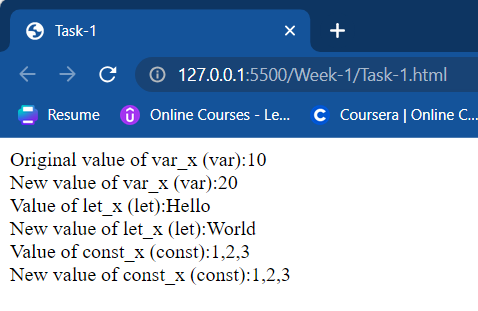 Task-1
127.0.0.1:5500/Week-1/Task-1.html
Resume Online Courses - Le... Coursera | Online C...
Original value of var_x (var):10
New value of var_x (var):20
Value of let_x (let):Hello
New value of let_x (let):World
Value of const_x (const):1,2,3
New value of const_x (const):1,2,3